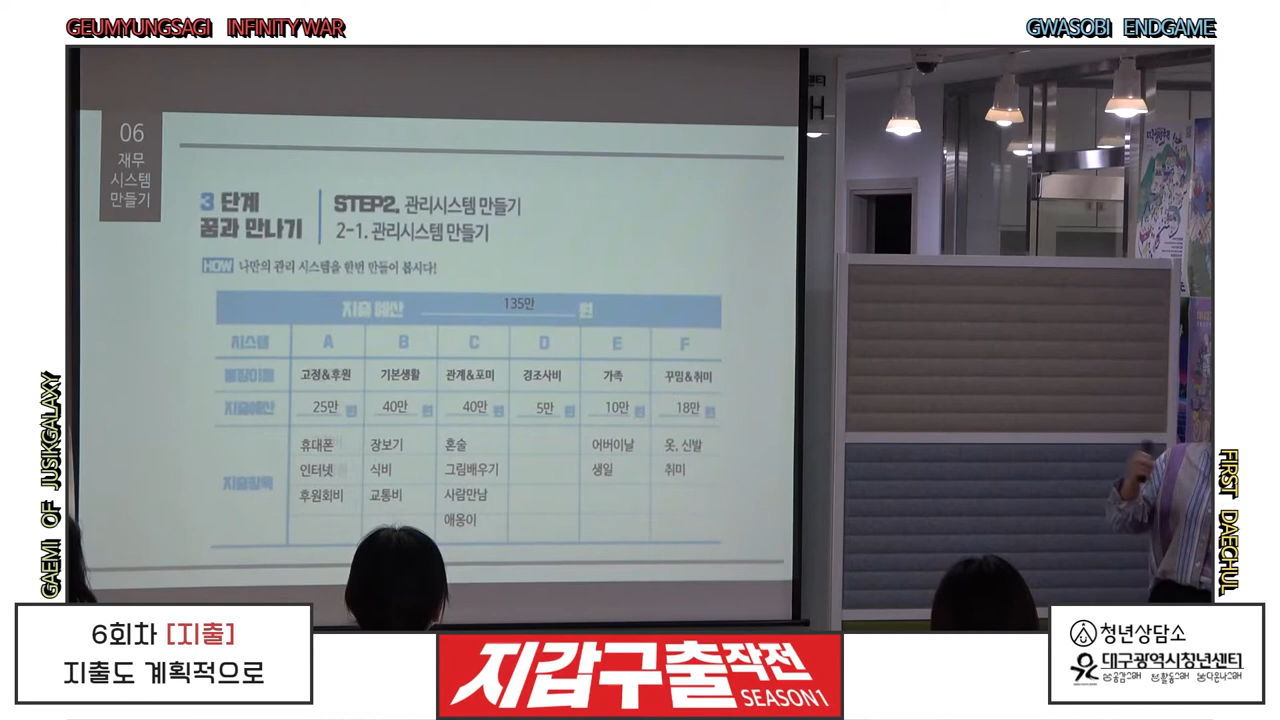 GEUMYUNGSAGI INFINITY WAR
GWASOBI ENDGAME
GAEMI OF JUSIKGALAXY
FIRST DAECHUL
06
재무
시스템
만들기
3 단계
꿈과 만나기
STEP2. 관리시스템 만들기
2-1. 관리시스템 만들기
HOW 나만의 관리 시스템을 한번 만들어 봅시다!
지출 예산 135만 원
시스템 A B C D E F
통장이름 고정&후원 기본생활 관계&포미 경조사비 가족 꾸밈&취미
지출예산 25만 원 40만 원 40만 원 5만 원 10만 원 18만 원
지출항목
휴대폰 장보기 혼술 어버이날 옷, 신발
인터넷 식비 그림배우기 생일 취미
후원회비 교통비 사람만남
애옹이
센터
H
6회차 [지출]
지출도 계획적으로
지갑구출작전
SEASON1
청년상담소
대구광역시청년센터